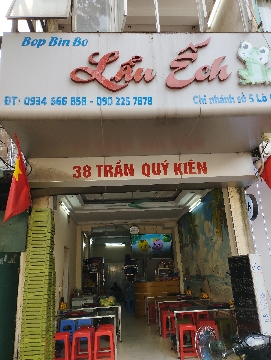 Bop Bin Bo
Lẩu Ếch
ĐT: 0934 666 858 - 090 225 7878
Chi nhánh số 5 Lò
38 TRẦN QUÝ KIÊN